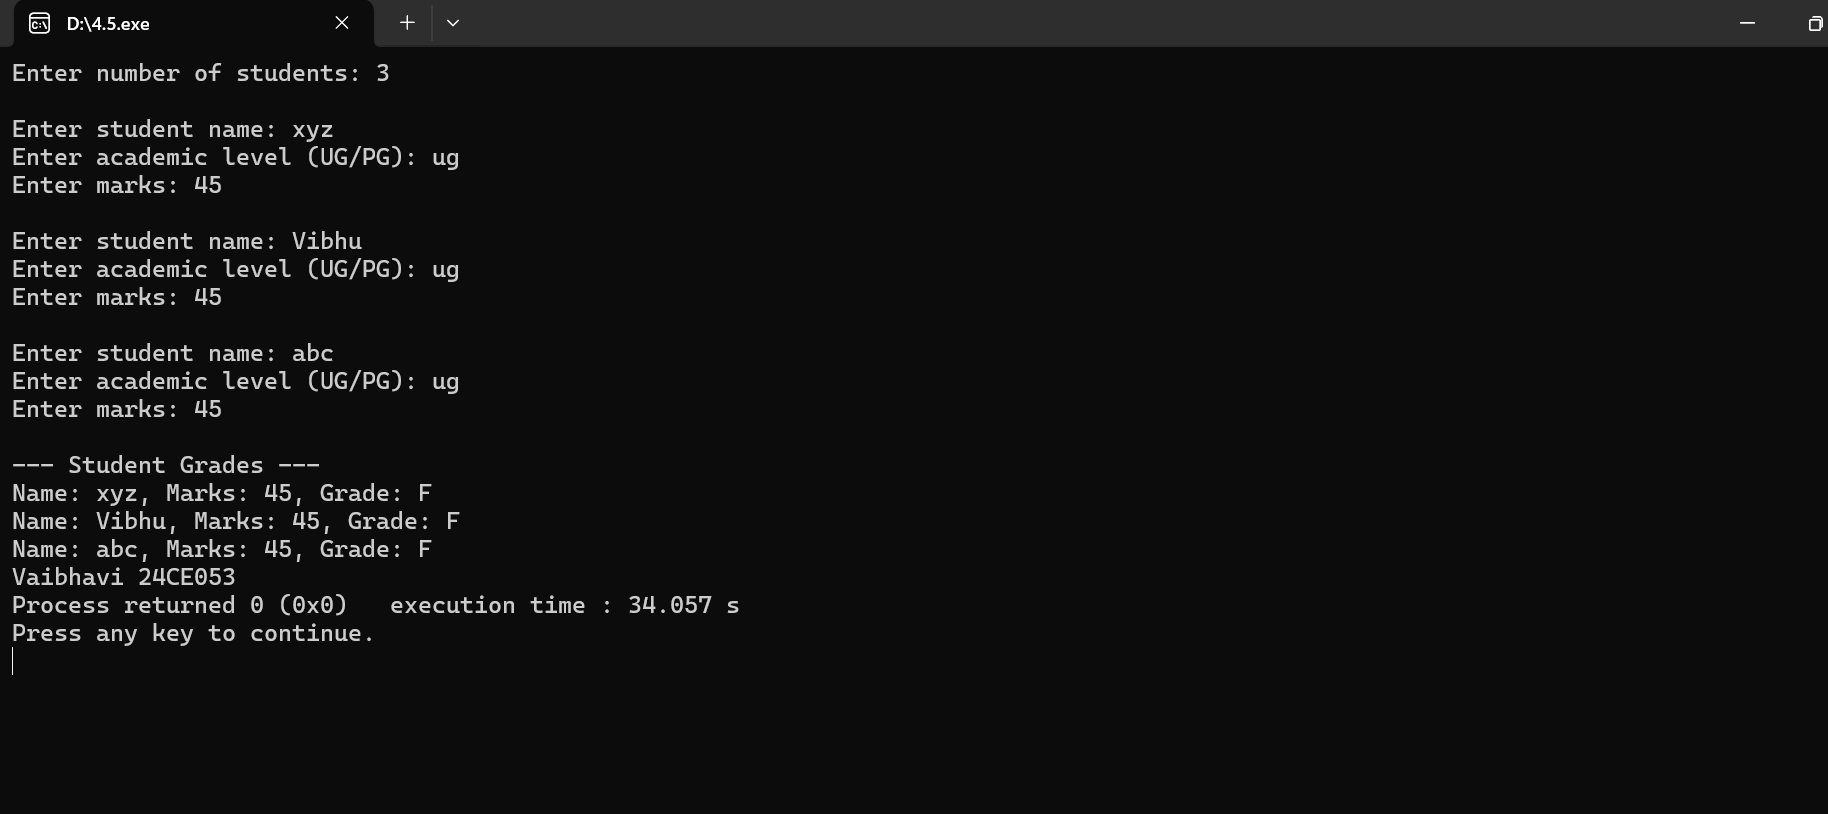 D:\4.5.exe
Enter number of students: 3
Enter student name: xyz
Enter academic level (UG/PG): ug
Enter marks: 45
Enter student name: Vibhu
Enter academic level (UG/PG): ug
Enter marks: 45
Enter student name: abc
Enter academic level (UG/PG): ug
Enter marks: 45
--- Student Grades ---
Name: xyz, Marks: 45, Grade: F
Name: Vibhu, Marks: 45, Grade: F
Name: abc, Marks: 45, Grade: F
Vaibhavi 24CE053
Process returned 0 (0x0)   execution time : 34.057 s
Press any key to continue.